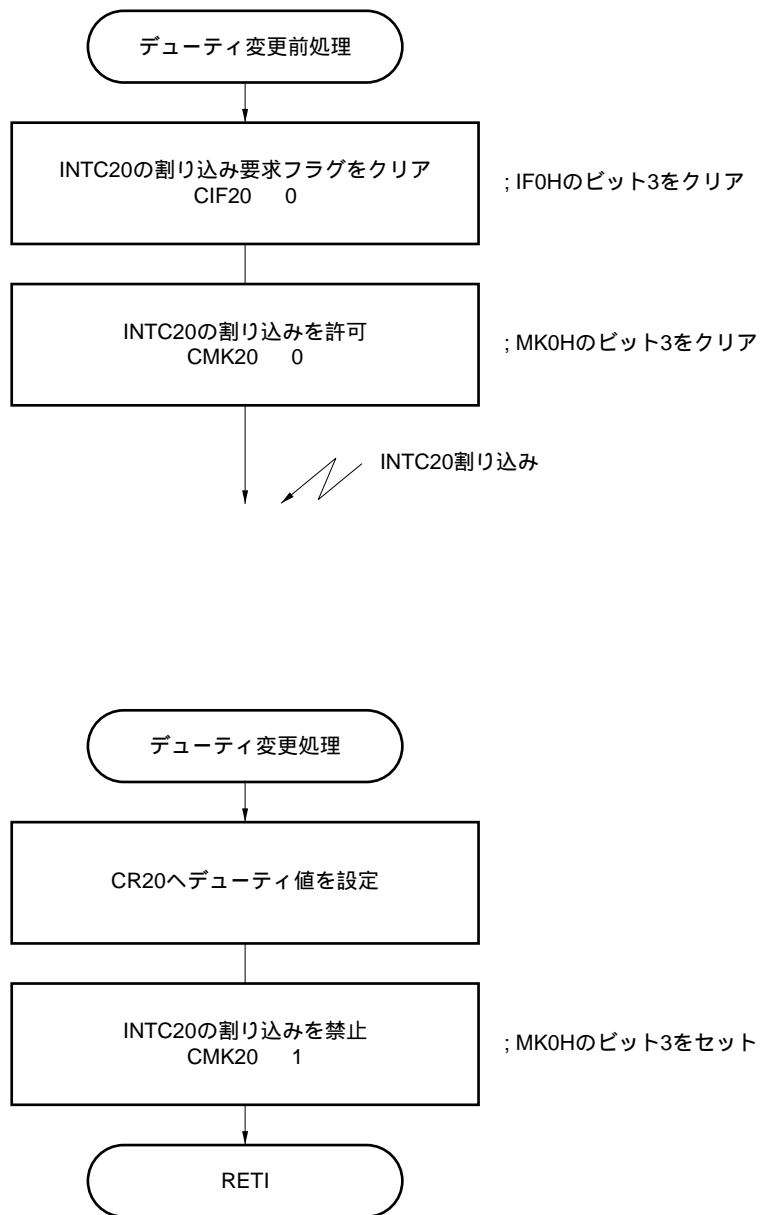 デューティ変更前処理
INTC20の割り込み要求フラグをクリア
CIF20 0
; IF0Hのビット3をクリア
INTC20の割り込みを許可
CMK20 0
; MK0Hのビット3をクリア
INTC20割り込み
デューティ変更処理
CR20へデューティ値を設定
INTC20の割り込みを禁止
CMK20 1
; MK0Hのビット3をセット
RETI